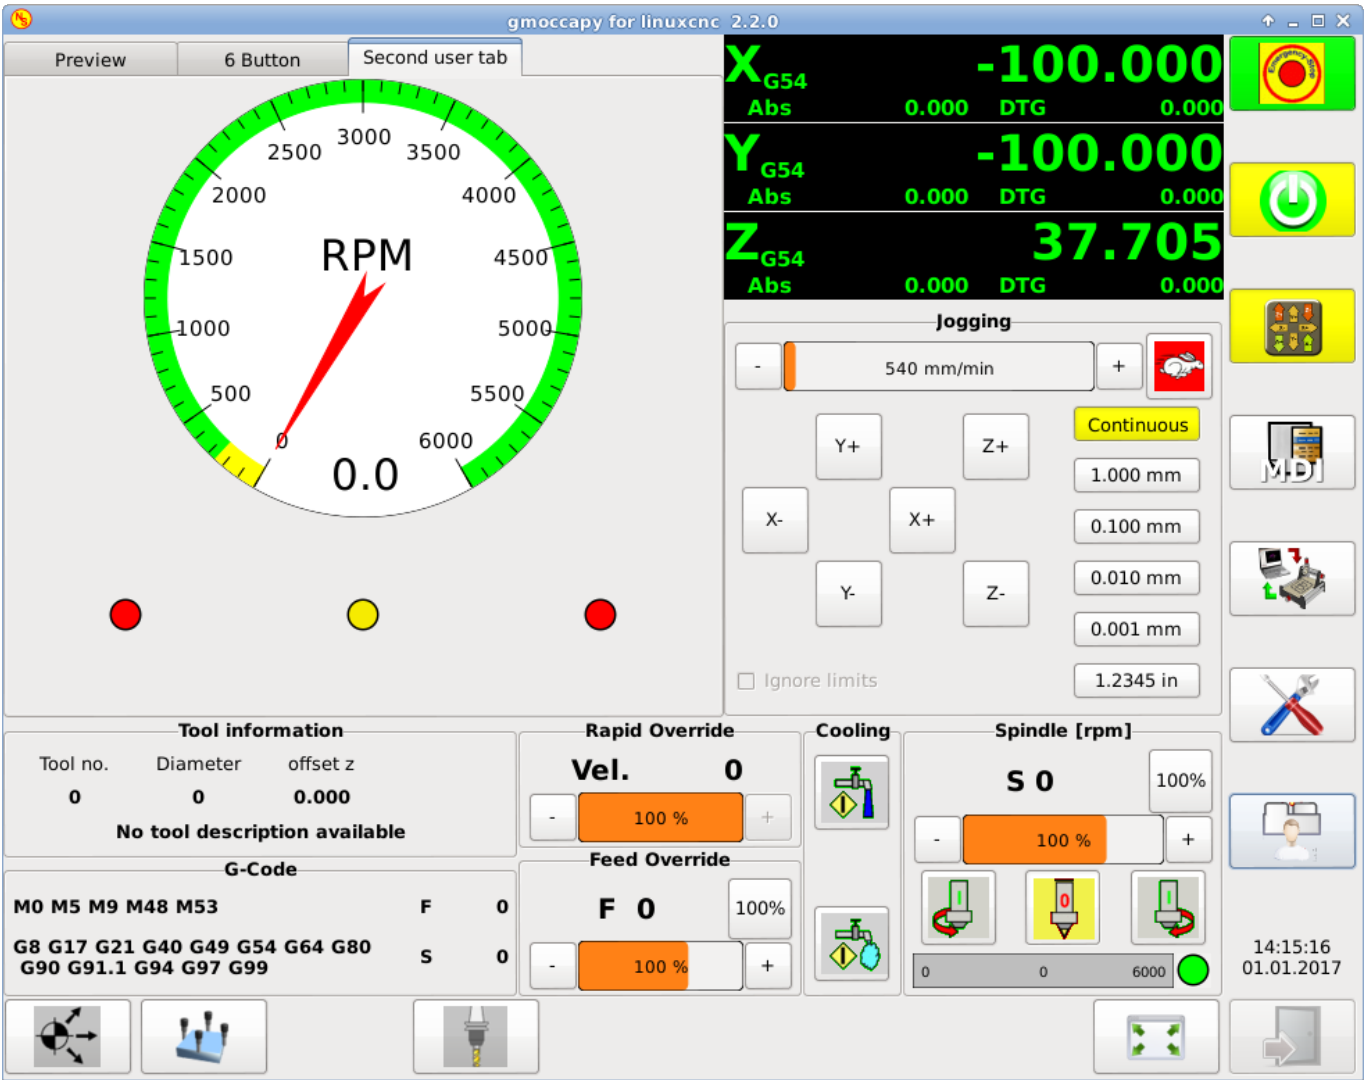 gmoccapy for linuxcnc 2.2.0
Preview
6 Button
Second user tab
3000
2500
3500
2000
4000
RPM
1500
4500
1000
5000
500
5500
0
6000
0.0
X G54 -100.000
Abs 0.000 DTG 0.000
Y G54 -100.000
Abs 0.000 DTG 0.000
Z G54 37.705
Abs 0.000 DTG 0.000
Jogging
- 540 mm/min +
Continuous
Y+ Z+
1.000 mm
X- X+
0.100 mm
0.010 mm
Y- Z-
0.001 mm
Ignore limits
1.2345 in
Emergency-Stop
MDI
Tool information
Tool no. Diameter offset z
0 0 0.000
No tool description available
G-Code
M0 M5 M9 M48 M53 F 0
G8 G17 G21 G40 G49 G54 G64 G80
G90 G91.1 G94 G97 G99
S 0
Rapid Override
Vel. 0
- 100 % +
Feed Override
F 0 100%
- 100 % +
Cooling
I
I
Spindle [rpm]
S 0 100%
- 100 % +
I 0 I
0 0 6000
14:15:16
01.01.2017